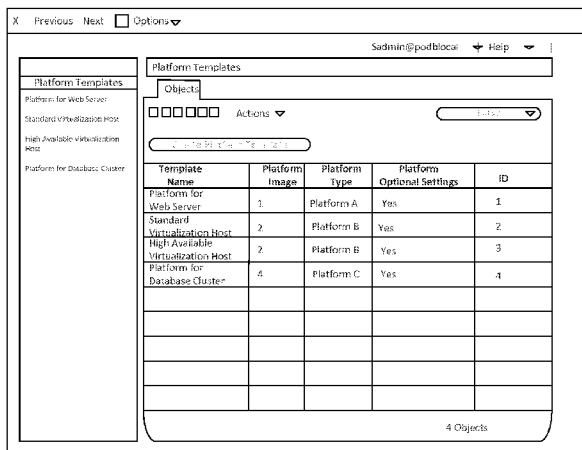 X Previous Next Options
Sadmin@podblocal Help
Platform Templates
Platform for Web Server
Standard Virtualization Host
High Available Virtualization
Host
Platform for Database Cluster
Platform Templates
Objects
Actions
Template
Name
Platform
Image
Platform
Type
Platform
Optional Settings
ID
Platform for
Web Server
1
Platform A
Yes
1
Standard
Virtualization Host
2
Platform B
Yes
2
High Available
Virtualization Host
2
Platform B
Yes
3
Platform for
Database Cluster
4
Platform C
Yes
4
4 Objects